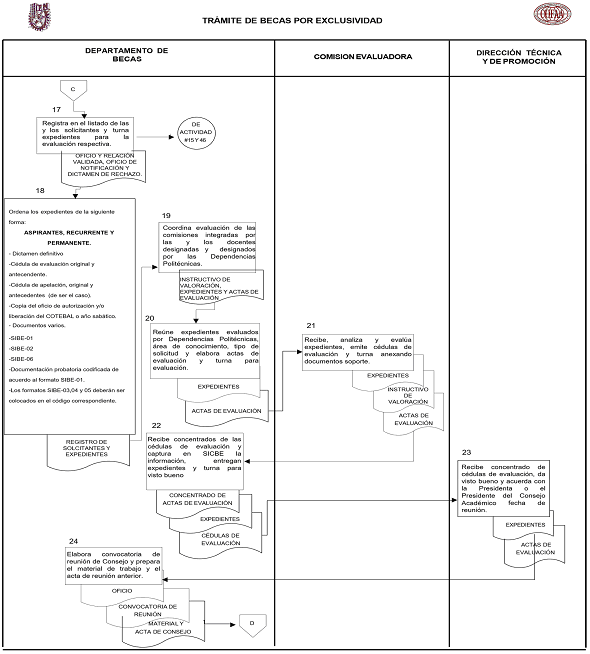 TRÁMITE DE BECAS POR EXCLUSIVIDAD
COFAA
DEPARTAMENTO DE
BECAS
COMISION EVALUADORA
DIRECCIÓN TÈCNICA
Y DE PROMOCIÓN
C
17
Registra en el listado de las
y los solicitantes y turna
expedientes para la
evaluación respectiva.
OFICIO Y RELACIÓN
VALIDADA, OFICIO DE
NOTIFICACIÓN Y
DICTAMEN DE RECHAZO.
DE
ACTIVIDAD
#15 Y 46
18
Ordena los expedientes de la siguiente
forma:
ASPIRANTES, RECURRENTE Y
PERMANENTE.
- Dictamen definitivo
-Cédula de evaluación original y
antencendente.
-Cédula de apelación, original y
antecedentes (de ser el caso).
-Copia del oficio de autorización y/o
liberación del COTEBAL o año sabático.
- Documentos varios.
-SIBE-01
-SIBE-02
-SIBE-06
-Documentación probatoria codificada de
acuerdo al formato SIBE-01.
-Los formatos SIBE-03,04 y 05 deberán ser
colocados en el código correspondiente.
REGISTRO DE
SOLCITANTES Y
EXPEDIENTES
19
Coordina evaluación de las
comisiones integradas por
las y los docentes
designadas y designados
por las Dependencias
Politécnicas.
INSTRUCTIVO DE
VALORACIÓN,
EXPEDIENTES Y ACTAS DE
EVALUACIÓN
20
Reúne expedientes evaluados
por Dependencias Politécnicas,
área de conocimiento, tipo de
solicitud y elabora actas de
evaluación y turna para
evaluación.
EXPEDIENTES
ACTAS DE EVALUACIÓN
21
Recibe, analiza y evalúa
expedientes, emite cédulas de
evaluación y turna anexando
documentos soporte.
EXPEDIENTES
INSTRUCTIVO
DE
VALORACIÓN
ACTAS DE
EVALUACIÓN
22
Recibe concentrados de las
cédulas de evaluación y
captura en SICBE la
información, entregan
expedientes y turna para
visto bueno
CONCENTRADO DE
ACTAS DE EVALUACIÓN
EXPEDIENTES
CÉDULAS DE
EVALUACIÓN
23
Recibe concentrado de
cédulas de evaluación, da
visto bueno y acuerda con
la Presidenta o el
Presidente del Consejo
Académico fecha de
reunión.
EXPEDIENTES
ACTAS DE
EVALUACIÓN
24
Elabora convocatoria de
reunión de Consejo y prepara
el material de trabajo y el
acta de reunión anterior.
OFICIO
CONVOCATORIA DE
REUNIÓN
MATERIAL Y
ACTA DE CONSEJO
D